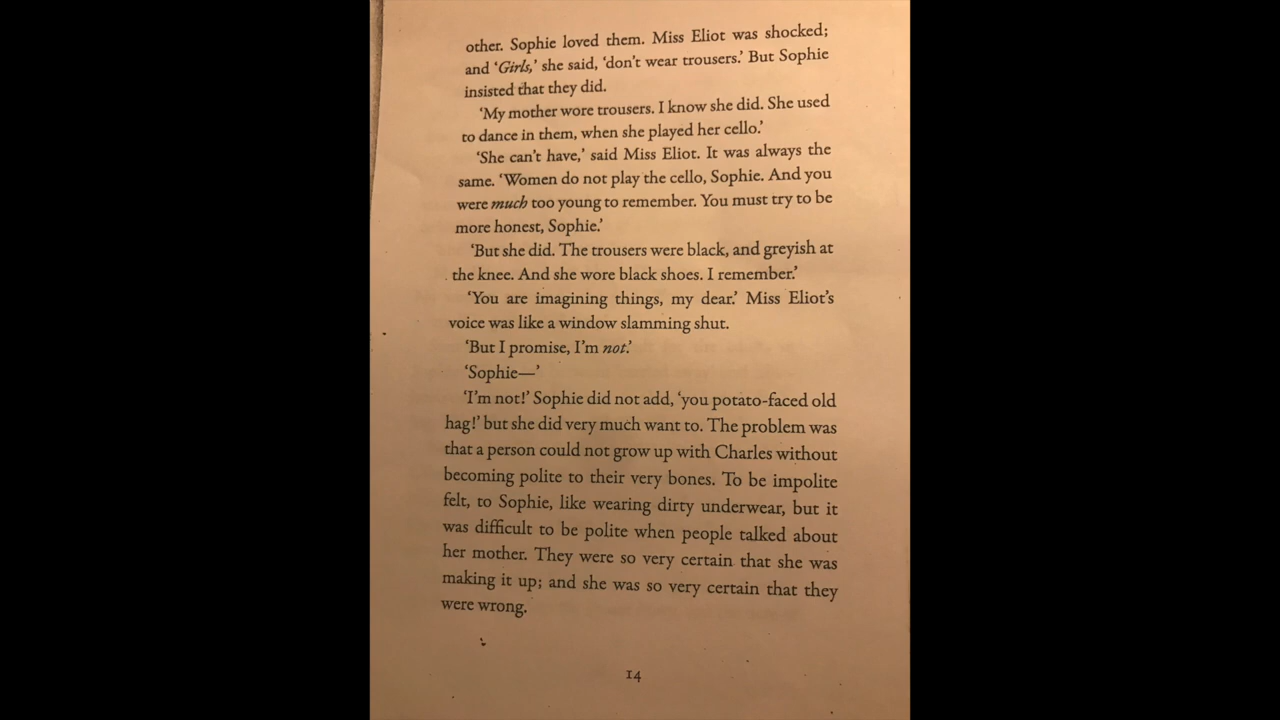 other. Sophie loved them. Miss Eliot was shocked;
and ‘Girls,’ she said, ‘don’t wear trousers.’ But Sophie
insisted that they did.
‘My mother wore trousers. I know she did. She used
to dance in them, when she played her cello.’
‘She can’t have,’ said Miss Eliot. It was always the
same. ‘Women do not play the cello, Sophie. And you
were much too young to remember. You must try to be
more honest, Sophie.’
‘But she did. The trousers were black, and greyish at
the knee. And she wore black shoes. I remember.’
‘You are imagining things, my dear.’ Miss Eliot’s
voice was like a window slamming shut.
‘But I promise, I’m not.’
‘Sophie—’
‘I’m not!’ Sophie did not add, ‘you potato-faced old
hag!’ but she did very much want to. The problem was
that a person could not grow up with Charles without
becoming polite to their very bones. To be impolite
felt, to Sophie, like wearing dirty underwear, but it
was difficult to be polite when people talked about
her mother. They were so very certain that she was
making it up; and she was so very certain that they
were wrong.
14